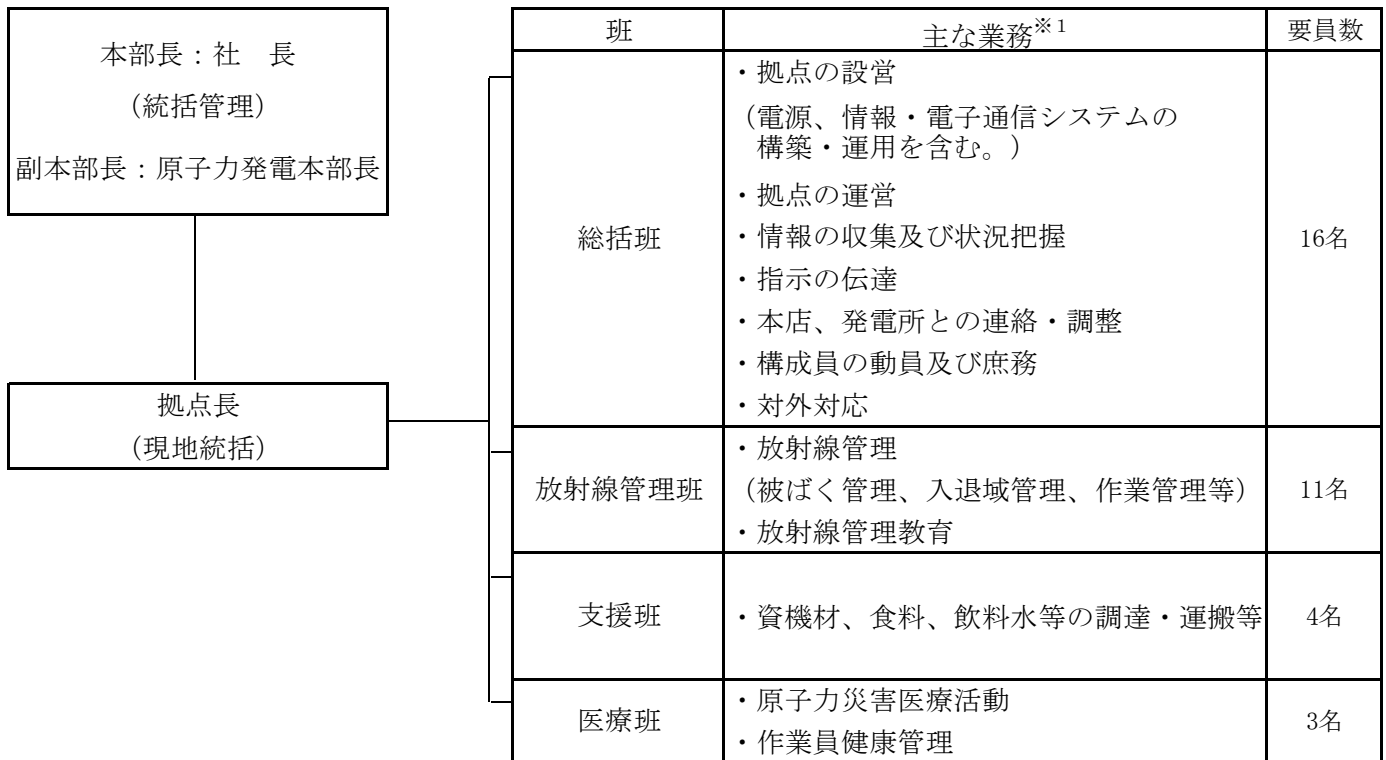 本部長：社　長
（統括管理）
副本部長：原子力発電本部長
拠点長
（現地統括）
班
主な業務※1
要員数
総括班
・拠点の設営
（電源、情報・電子通信システムの
構築・運用を含む。）
・拠点の運営
・情報の収集及び状況把握
・指示の伝達
・本店、発電所との連絡・調整
・構成員の動員及び庶務
・対外対応
16名
放射線管理班
・放射線管理
（被ばく管理、入退域管理、作業管理等）
・放射線管理教育
11名
支援班
・資機材、食料、飲料水等の調達・運搬等
4名
医療班
・原子力災害医療活動
・作業員健康管理
3名